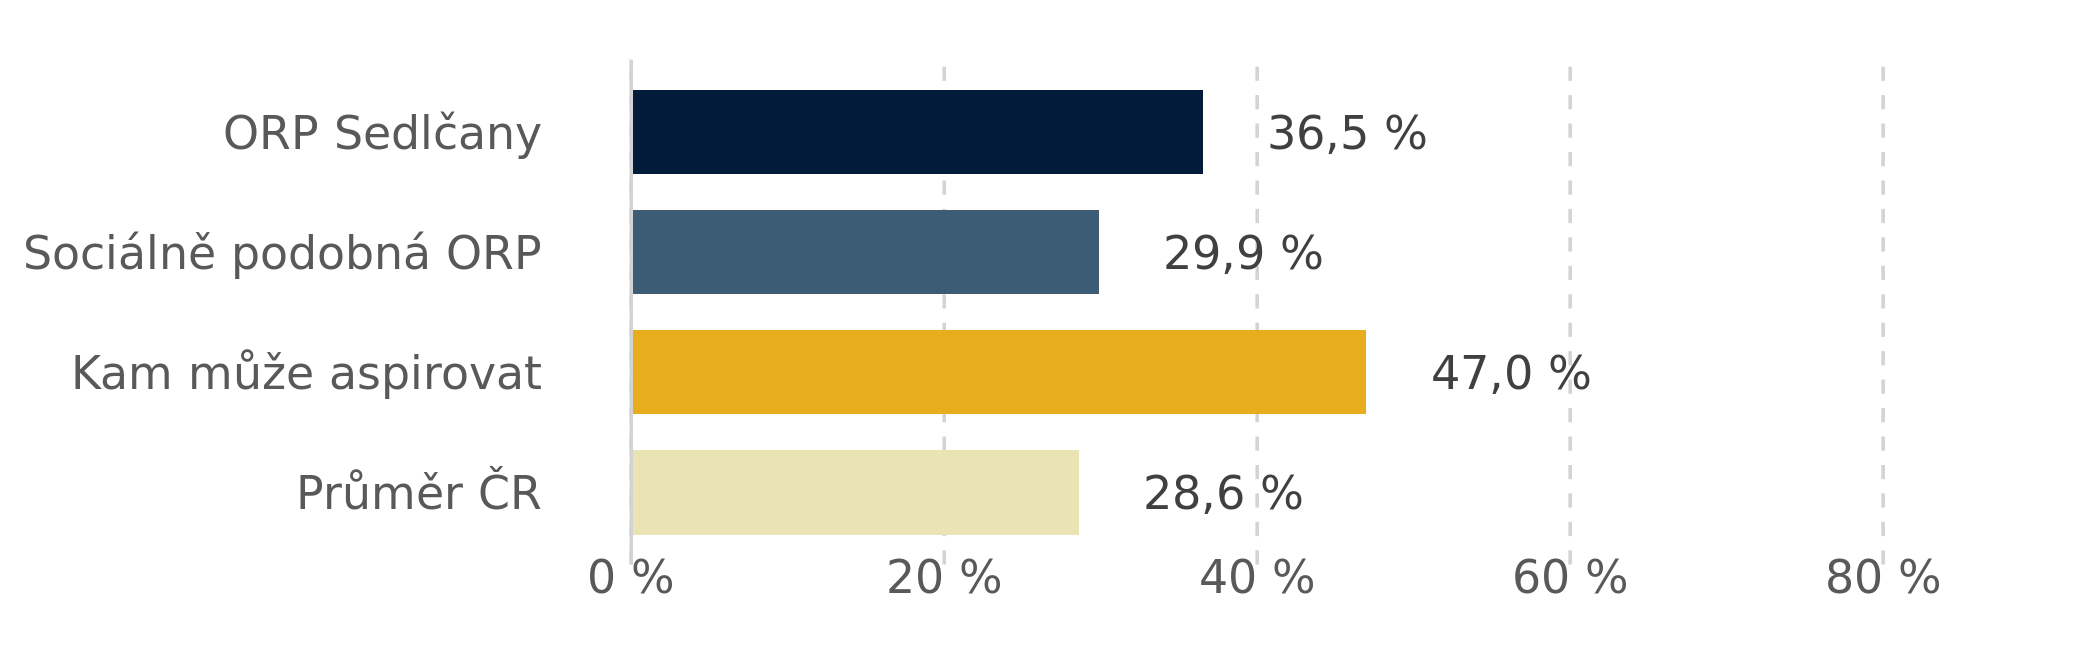 ORP Sedlčany 36,5 %
Sociálně podobná ORP 29,9 %
Kam může aspirovat 47,0 %
Průměr ČR 28,6 %
0 % 20 % 40 % 60 % 80 %